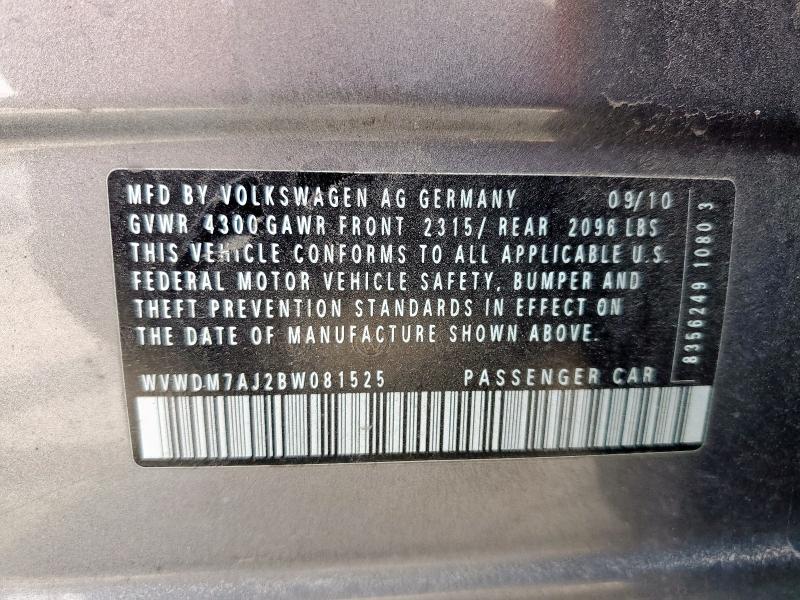 MFD BY VOLKSWAGEN AG GERMANY 09/10
GVWR 4300 GAWR FRONT 2315/ REAR 2096 LBS
THIS VEHICLE CONFORMS TO ALL APPLICABLE U.S.
FEDERAL MOTOR VEHICLE SAFETY, BUMPER AND
THEFT PREVENTION STANDARDS IN EFFECT ON
THE DATE OF MANUFACTURE SHOWN ABOVE.
WVWDM7AJ2BW081525 PASSENGER CAR
8356249 1080 3